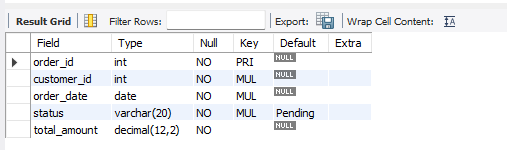 Result Grid Filter Rows: Export: Wrap Cell Content: IA
Field Type Null Key Default Extra
order_id int NO PRI NULL
customer_id int NO MUL NULL
order_date date NO MUL NULL
status varchar(20) NO MUL Pending
total_amount decimal(12,2) NO NULL